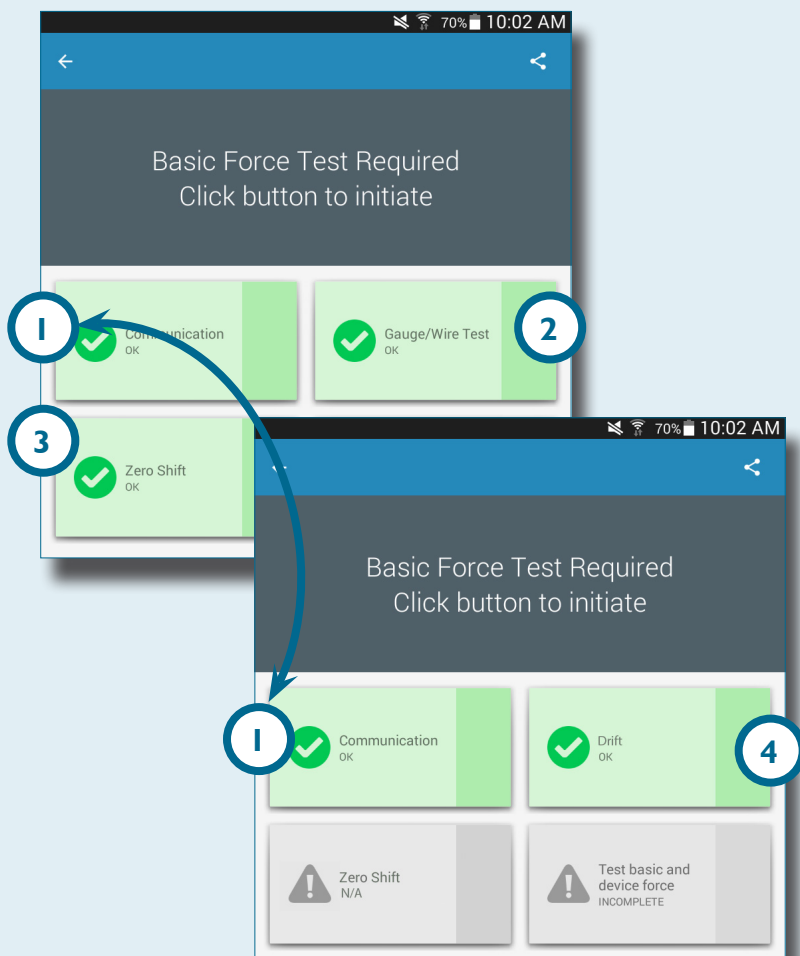 70% 10:02 AM
Basic Force Test Required
Click button to initiate
1
Communication
OK
Gauge/Wire Test
OK
2
3
Zero Shift
OK
70% 10:02 AM
Basic Force Test Required
Click button to initiate
1
Communication
OK
Drift
OK
4
Zero Shift
N/A
Test basic and
device force
INCOMPLETE